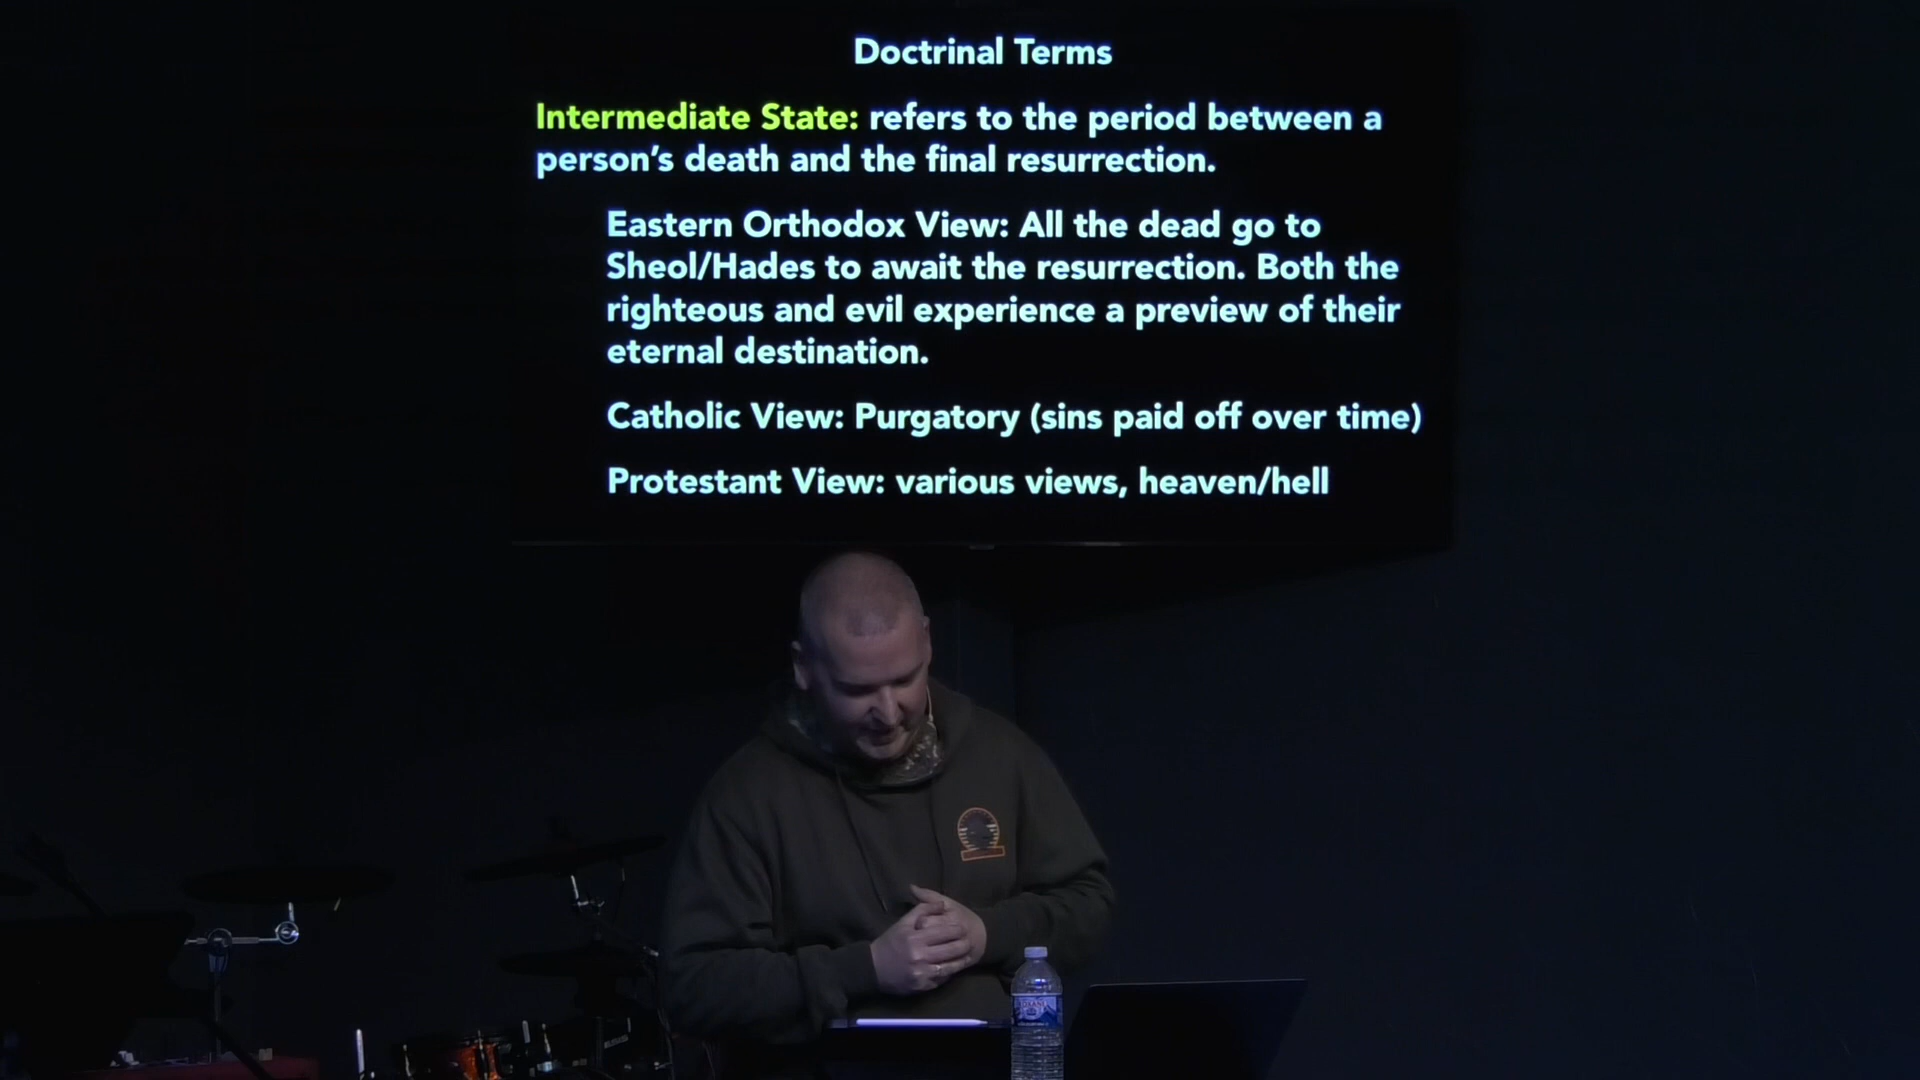 Doctrinal Terms
Intermediate State: refers to the period between a
person's death and the final resurrection.
Eastern Orthodox View: All the dead go to
Sheol/Hades to await the resurrection. Both the
righteous and evil experience a preview of their
eternal destination.
Catholic View: Purgatory (sins paid off over time)
Protestant View: various views, heaven/hell